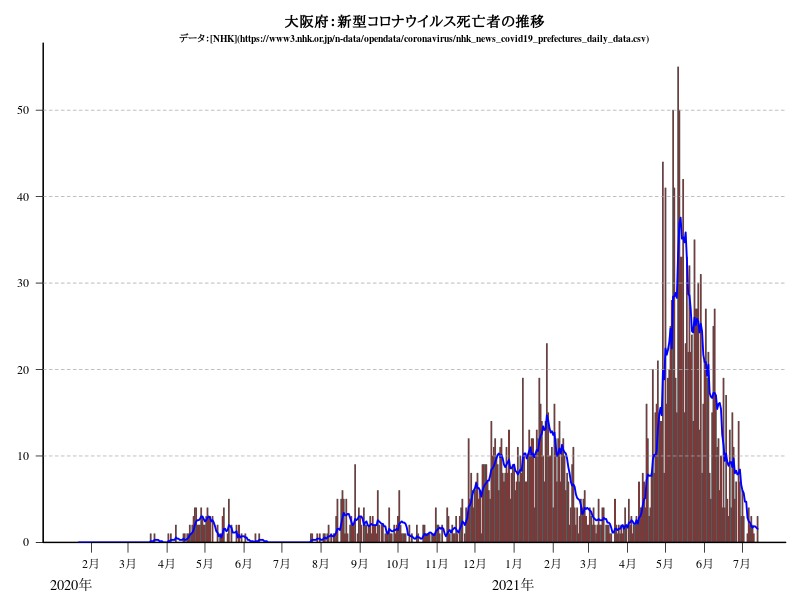 大阪府：新型コロナウイルス死亡者の推移
データ：[NHK](https://www3.nhk.or.jp/n-data/opendata/coronavirus/nhk_news_covid19_prefectures_daily_data.csv)
50
40
30
20
10
0
2月 3月 4月 5月 6月 7月 8月 9月 10月 11月 12月 1月 2月 3月 4月 5月 6月 7月
2020年 2021年